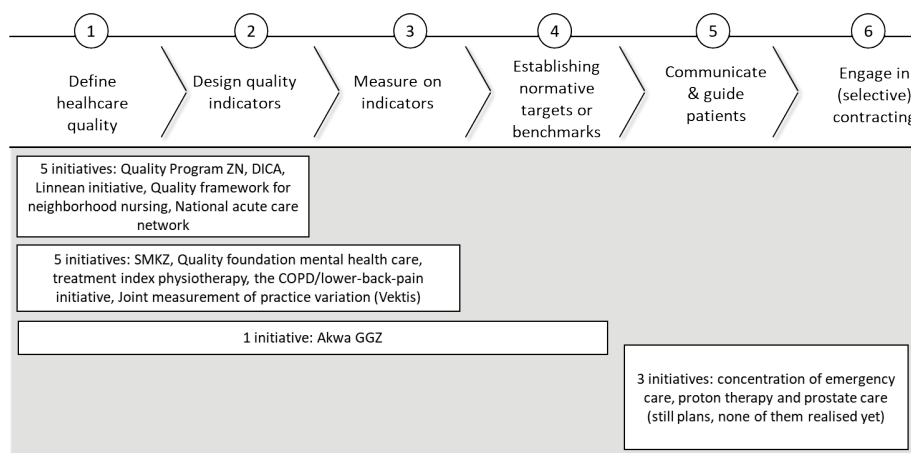 1 2 3 4 5 6
Define
healhcare
quality
Design quality
indicators
Measure on
indicators
Establishing
normative
targets or
benchmarks
Communicate
& guide
patients
Engage in
(selective)
contracting
5 initiatives: Quality Program ZN, DICA,
Linnean initiative, Quality framework for
neighborhood nursing, National acute care
network
5 initiatives: SMKZ, Quality foundation mental health care,
treatment index physiotherapy, the COPD/lower-back-pain
initiative, Joint measurement of practice variation (Vektis)
1 initiative: Akwa GGZ
3 initiatives: concentration of emergency
care, proton therapy and prostate care
(still plans, none of them realised yet)